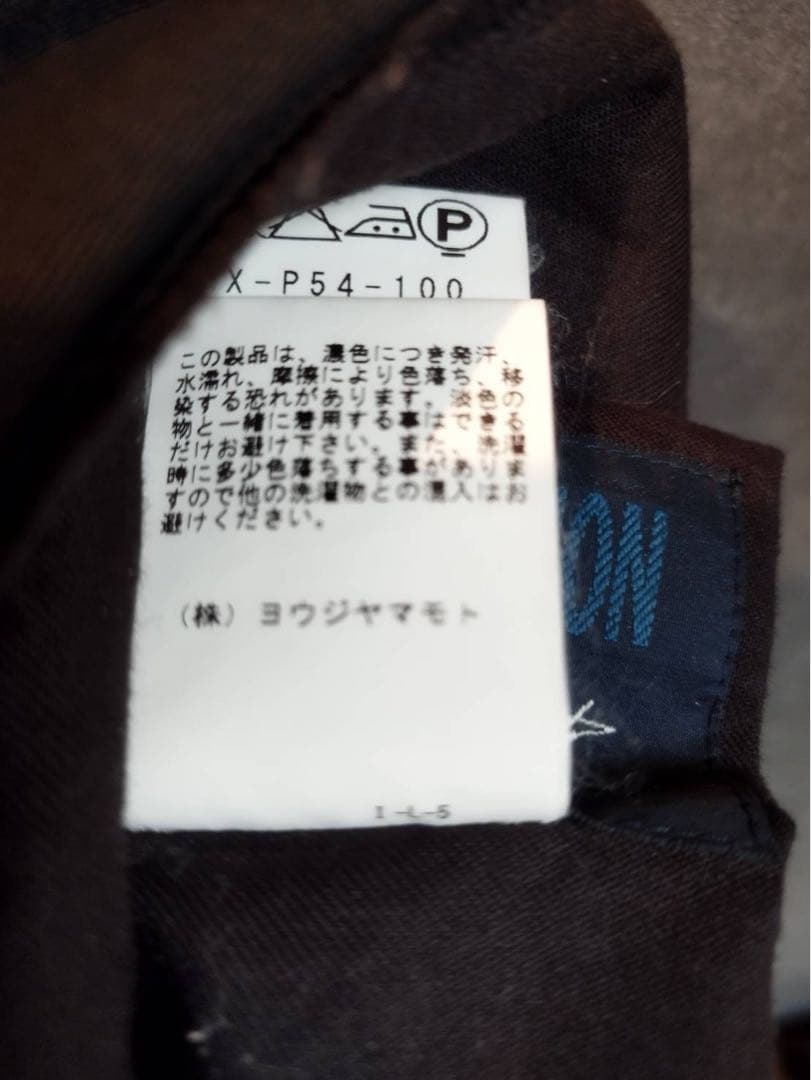 P
X-P54-100
この製品は、濃色につき発汗、
水濡れ、摩擦により色落ち、移
染する恐れがあります。淡色の
物と一緒に着用する事はできる
だけお避け下さい。また、洗濯
時に多少色落ちする事がありま
すので他の洗濯物との混入はお
避けください。
(株) ヨウジヤマモト
1-L-5
ION